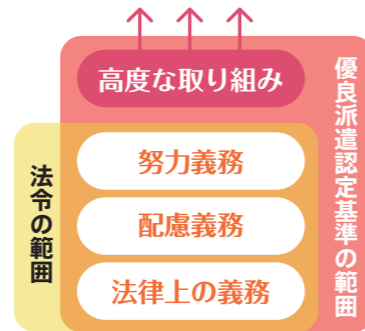 高度な取り組み
努力義務
配慮義務
法律上の義務
法令の範囲
優良派遣認定基準の範囲